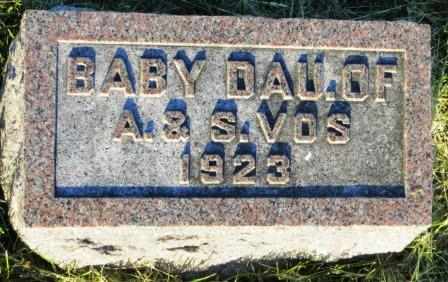 BABY DAU. OF
A. & S. VOS
1923